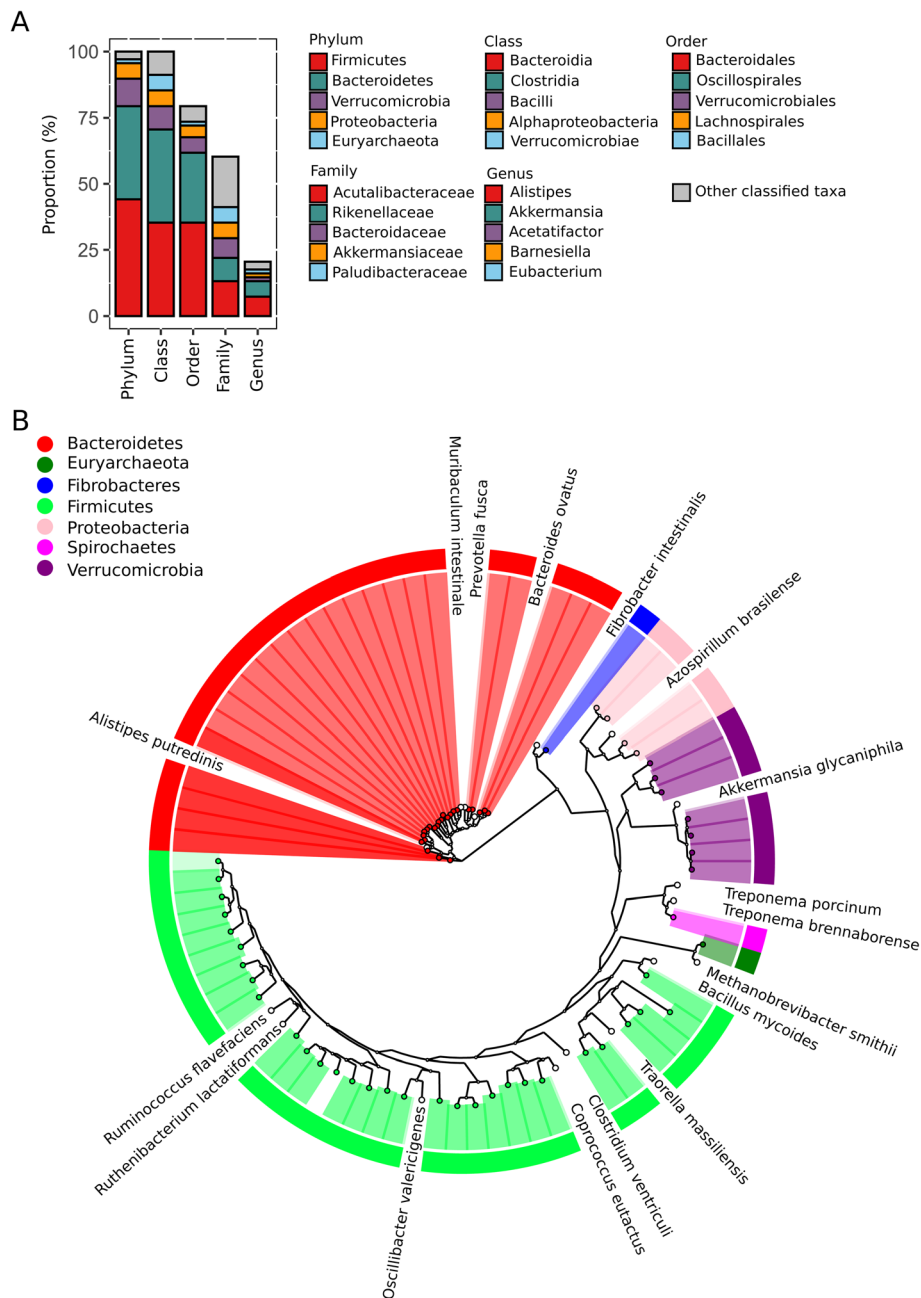 A
Proportion (%)
100
75
50
25
0
Phylum
Class
Order
Family
Genus
Phylum
Firmicutes
Bacteroidetes
Verrucomicrobia
Proteobacteria
Euryarchaeota
Class
Bacteroidia
Clostridia
Bacilli
Alphaproteobacteria
Verrucomicrobiae
Order
Bacteroidales
Oscillospirales
Verrucomicrobiales
Lachnospirales
Bacillales
Family
Acutalibacteraceae
Rikenellaceae
Bacteroidaceae
Akkermansiaceae
Paludibacteraceae
Genus
Alistipes
Akkermansia
Acetatifactor
Barnesiella
Eubacterium
Other classified taxa
B
Bacteroidetes
Euryarchaeota
Fibrobacteres
Firmicutes
Proteobacteria
Spirochaetes
Verrucomicrobia
Alistipes putredinis
Muribaculum intestinale
Prevotella fusca
Bacteroides ovatus
Fibrobacter intestinalis
Azospirillum brasilense
Akkermansia glycaniphila
Treponema porcinum
Treponema brennaborense
Methanobrevibacter smithii
Bacillus mycoides
Traorella massiliensis
Clostridium ventriculi
Coprococcus eutactus
Oscillibacter valericigenes
Ruthenibacterium lactatiformans
Ruminococcus flavefaciens